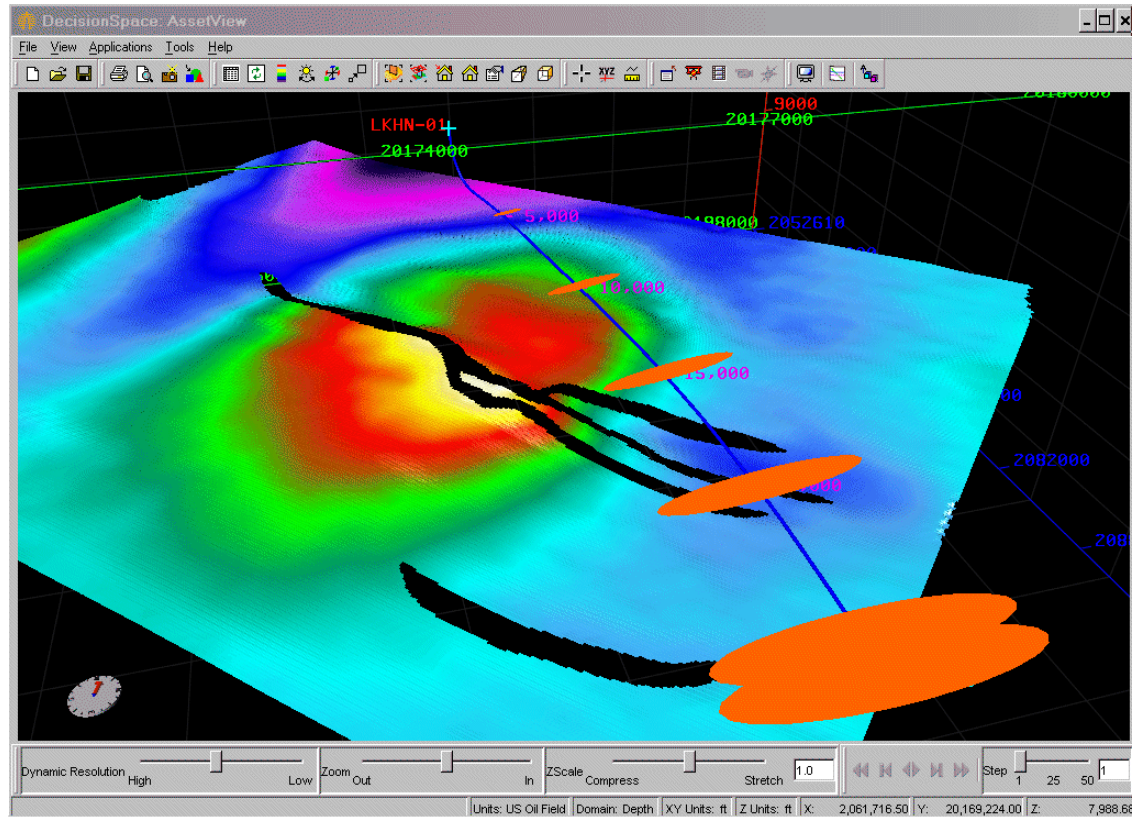 DecisionSpace: AssetView
File View Applications Tools Help
XYZ
LKHN-01
20174000
20177000
9000
20180000
5,000
20198000
2052610
10,000
15,000
2082000
Dynamic Resolution
High
Low
Zoom
Out
In
ZScale
Compress
Stretch
1.0
Step
1
25
50
1
Units: US Oil Field
Domain: Depth
XY Units: ft
Z Units: ft
X: 2,061,716.50
Y: 20,169,224.00
Z: 7,988.68